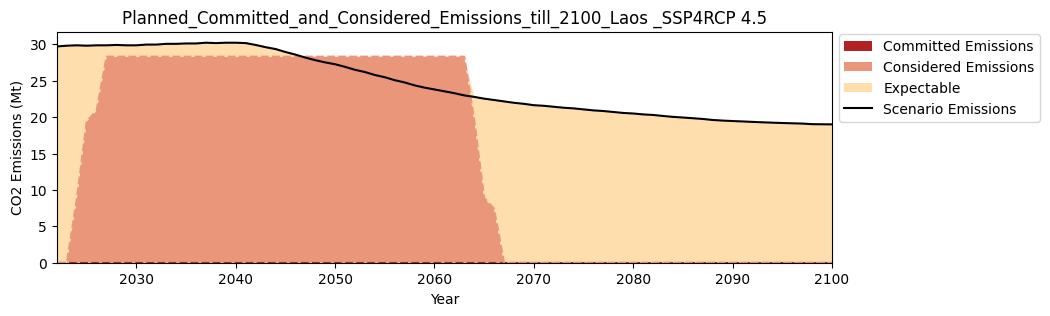 Planned_Committed_and_Considered_Emissions_till_2100_Laos _SSP4RCP 4.5
30
25
20
15
10
5
0
CO2 Emissions (Mt)
2030 2040 2050 2060 2070 2080 2090 2100
Year
Committed Emissions
Considered Emissions
Expectable
Scenario Emissions